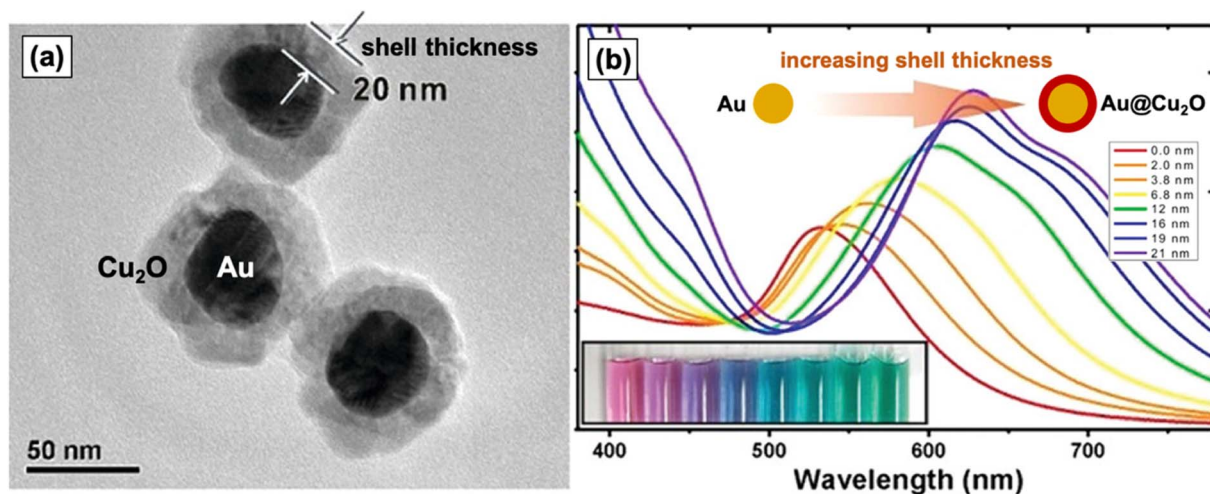 (a)
shell thickness
20 nm
Cu₂O
Au
50 nm
(b)
increasing shell thickness
Au
Au@Cu₂O
0.0 nm
2.0 nm
3.8 nm
6.8 nm
12 nm
16 nm
19 nm
21 nm
400 500 600 700
Wavelength (nm)